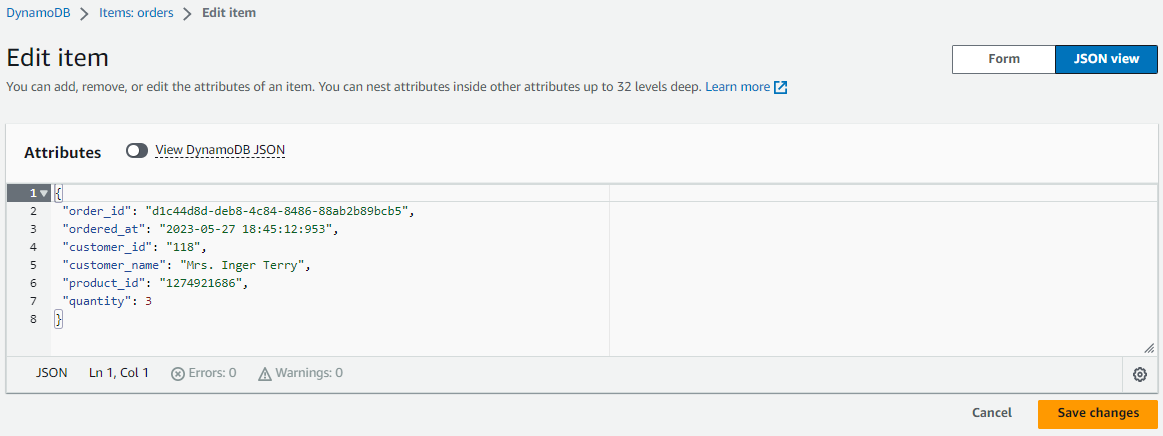 DynamoDB > Items: orders > Edit item
Edit item
Form JSON view
You can add, remove, or edit the attributes of an item. You can nest attributes inside other attributes up to 32 levels deep. Learn more
Attributes View DynamoDB JSON
1 {
2 "order_id": "d1c44d8d-deb8-4c84-8486-88ab2b89bcb5",
3 "ordered_at": "2023-05-27 18:45:12:953",
4 "customer_id": "118",
5 "customer_name": "Mrs. Inger Terry",
6 "product_id": "1274921686",
7 "quantity": 3
8 }
JSON Ln 1, Col 1 Errors: 0 Warnings: 0
Cancel Save changes